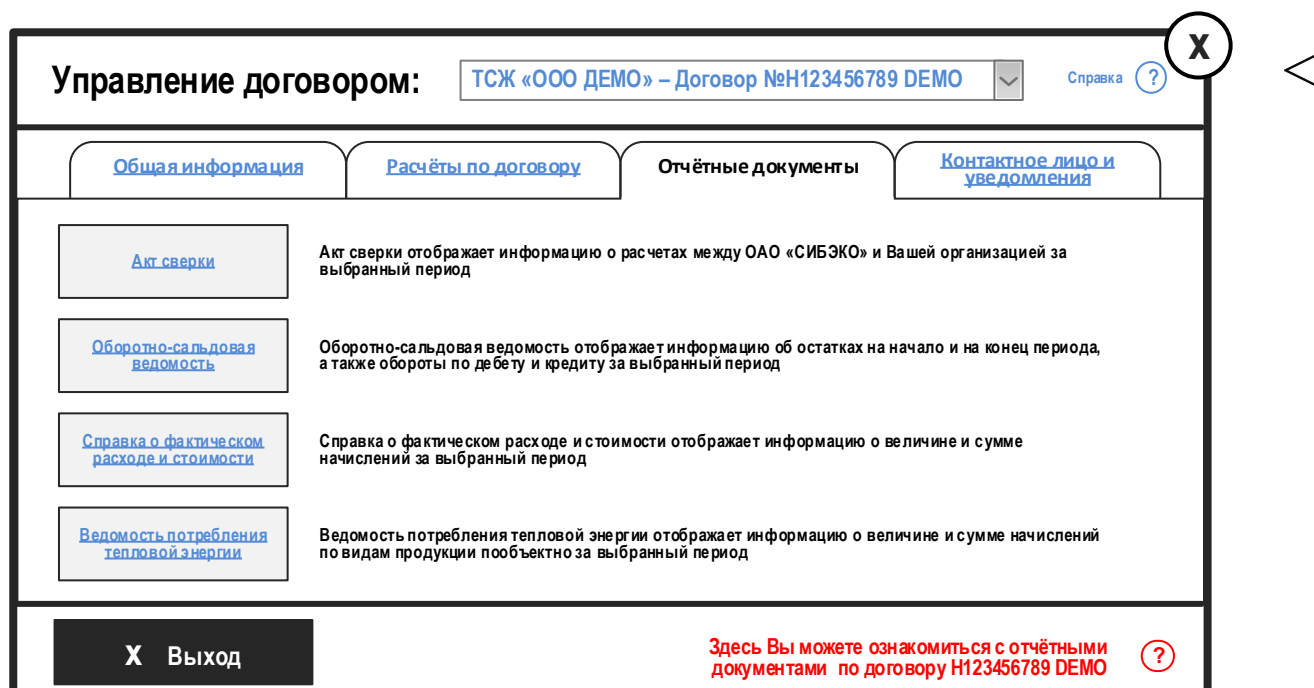 X
Управление договором:
ТСЖ «ООО ДЕМО» – Договор №Н123456789 DEMO
Справка ?
Общая информация
Расчёты по договору
Отчётные документы
Контактное лицо и
уведомления
Акт сверки
Акт сверки отображает информацию о расчетах между ОАО «СИБЭКО» и Вашей организацией за
выбранный период
Оборотно-сальдовая
ведомость
Оборотно-сальдовая ведомость отображает информацию об остатках на начало и на конец периода,
а также обороты по дебету и кредиту за выбранный период
Справка о фактическом
расходе и стоимости
Справка о фактическом расходе и стоимости отображает информацию о величине и сумме
начислений за выбранный период
Ведомость потребления
тепловой энергии
Ведомость потребления тепловой энергии отображает информацию о величине и сумме начислений
по видам продукции пообъектно за выбранный период
X Выход
Здесь Вы можете ознакомиться с отчётными
документами по договору Н123456789 DEMO
?